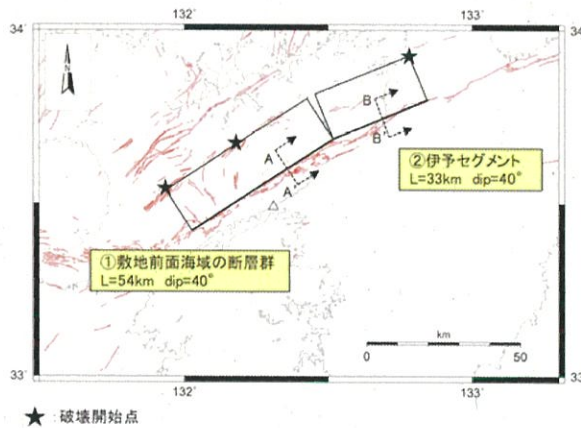 132°
133°
34°
N
B
B
A
A
②伊予セグメント
L=33km dip=40°
①敷地前面海域の断層群
L=54km dip=40°
km
0
50
33°
132°
133°
★ 破壊開始点